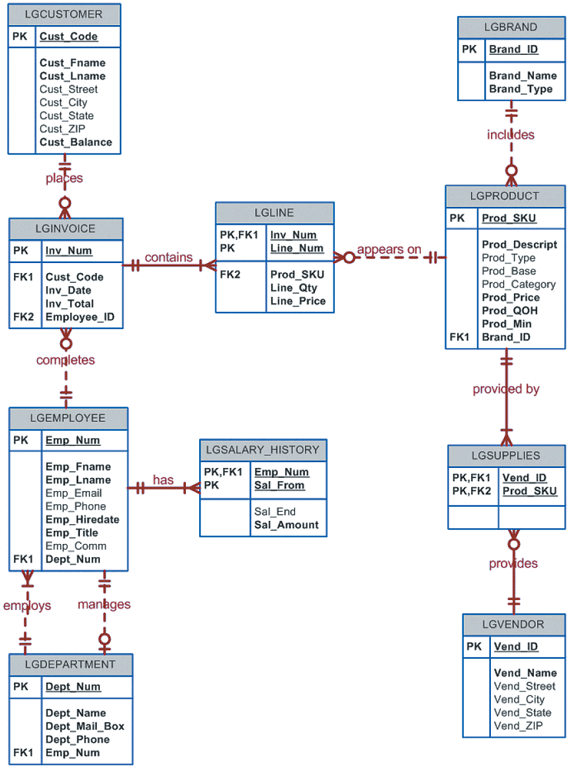 LGCUSTOMER
PK Cust_Code
Cust_Fname
Cust_Lname
Cust_Street
Cust_City
Cust_State
Cust_ZIP
Cust_Balance
places
LGBRAND
PK Brand_ID
Brand_Name
Brand_Type
includes
LGINVOICE
PK Inv_Num
FK1 Cust_Code
Inv_Date
Inv_Total
FK2 Employee_ID
contains
LGLINE
PK,FK1 Inv_Num
PK Line_Num
FK2 Prod_SKU
Line_Qty
Line_Price
appears on
LGPRODUCT
PK Prod_SKU
Prod_Descript
Prod_Type
Prod_Base
Prod_Category
Prod_Price
Prod_QOH
Prod_Min
FK1 Brand_ID
completes
provided by
LGEMPLOYEE
PK Emp_Num
Emp_Fname
Emp_Lname
Emp_Email
Emp_Phone
Emp_Hiredate
Emp_Title
Emp_Comm
FK1 Dept_Num
has
LGSALARY_HISTORY
PK,FK1 Emp_Num
PK Sal_From
Sal_End
Sal_Amount
LGSUPPLIES
PK,FK1 Vend_ID
PK,FK2 Prod_SKU
provides
employs
manages
LGDEPARTMENT
PK Dept_Num
Dept_Name
Dept_Mail_Box
Dept_Phone
FK1 Emp_Num
LGVENDOR
PK Vend_ID
Vend_Name
Vend_Street
Vend_City
Vend_State
Vend_ZIP